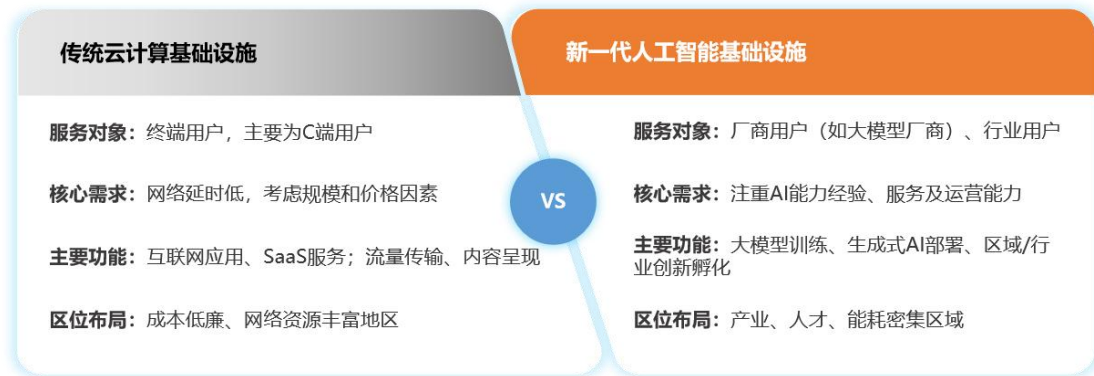 传统云计算基础设施
服务对象：终端用户，主要为C端用户
核心需求：网络延时低，考虑规模和价格因素
主要功能：互联网应用、SaaS服务；流量传输、内容呈现
区位布局：成本低廉、网络资源丰富地区
VS
新一代人工智能基础设施
服务对象：厂商用户（如大模型厂商）、行业用户
核心需求：注重AI能力经验、服务及运营能力
主要功能：大模型训练、生成式AI部署、区域/行
业创新孵化
区位布局：产业、人才、能耗密集区域